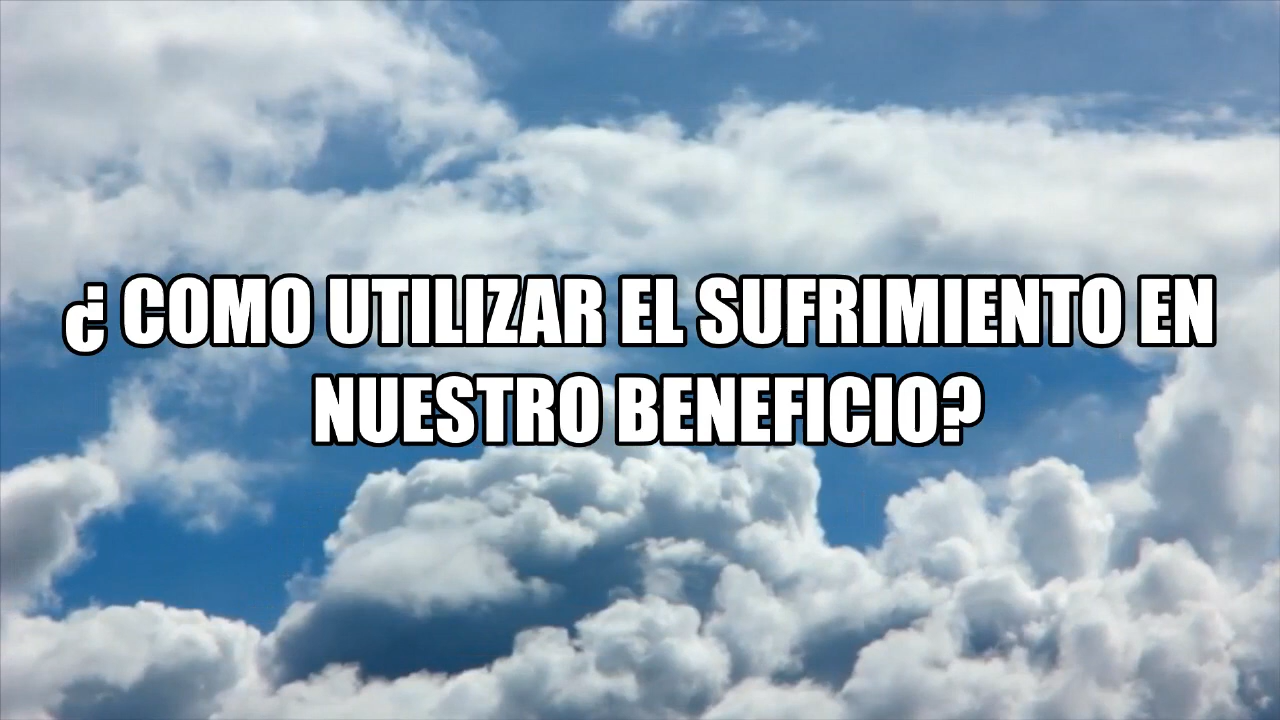 ¿ COMO UTILIZAR EL SUFRIMIENTO EN
NUESTRO BENEFICIO?